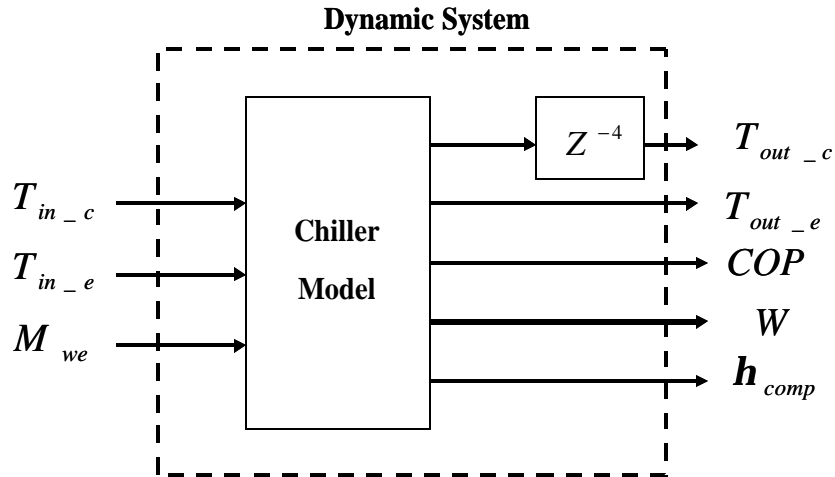 Dynamic System
Z⁻⁴
T_out_c
T_in_c
T_out_e
Chiller
Model
T_in_e
COP
M_we
W
h_comp